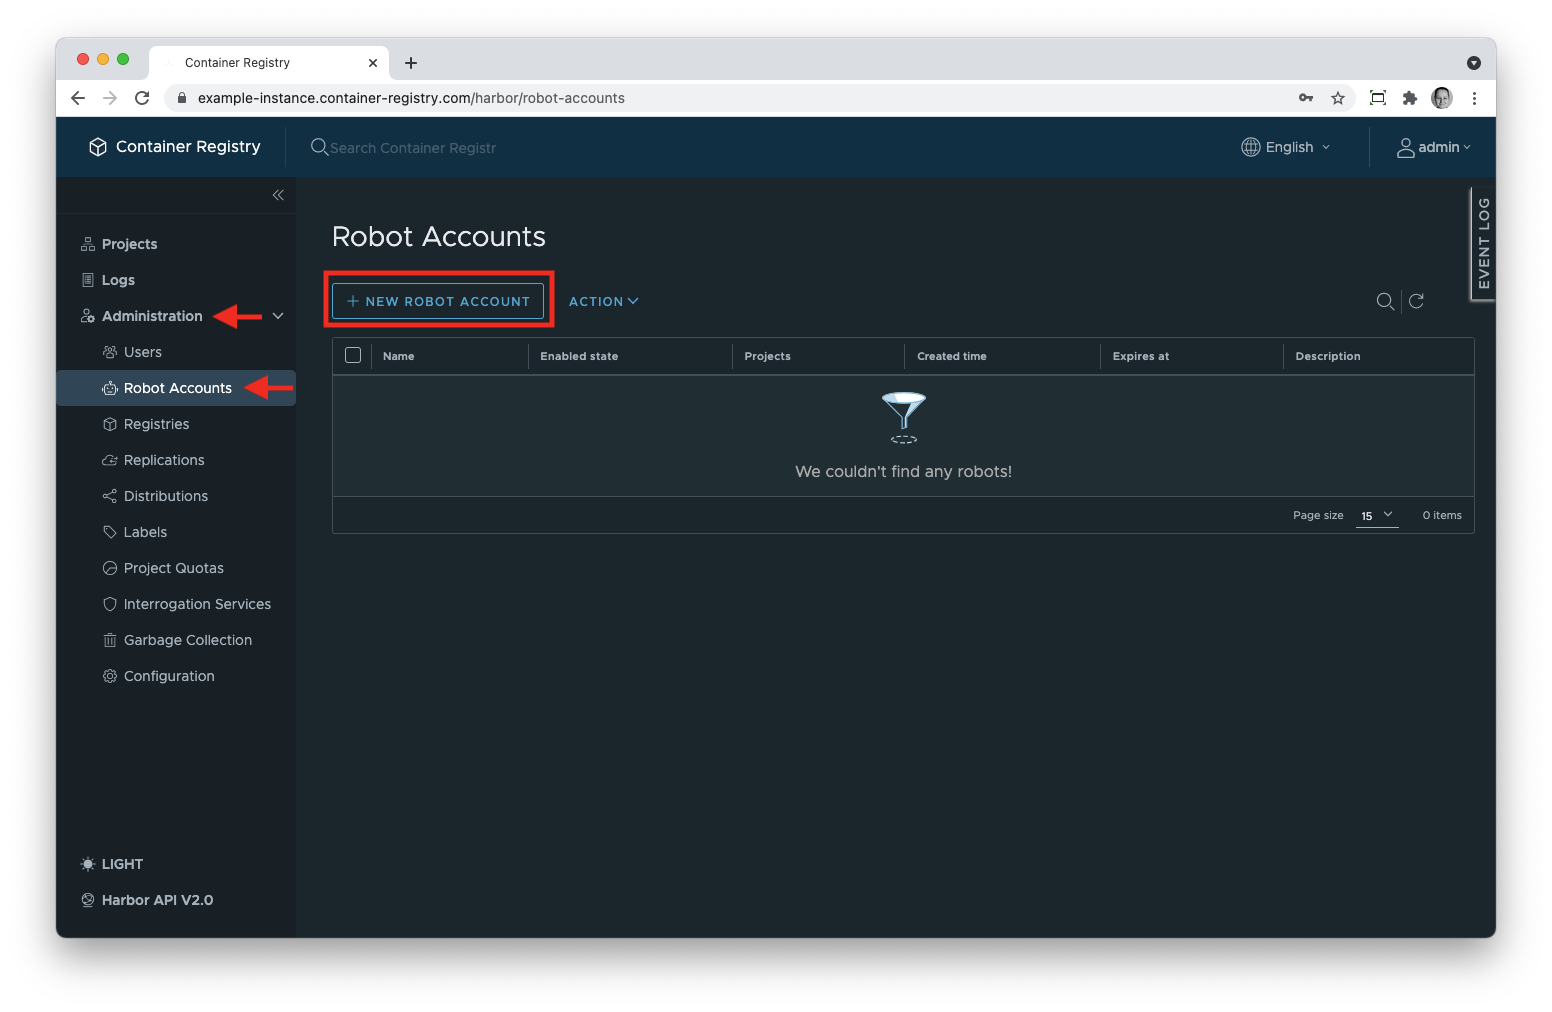 Container Registry
example-instance.container-registry.com/harbor/robot-accounts
Container Registry
Search Container Registr
English
admin
EVENT LOG
Projects
Logs
Administration
Users
Robot Accounts
Registries
Replications
Distributions
Labels
Project Quotas
Interrogation Services
Garbage Collection
Configuration
LIGHT
Harbor API V2.0
Robot Accounts
+ NEW ROBOT ACCOUNT ACTION
Name Enabled state Projects Created time Expires at Description
We couldn't find any robots!
Page size 15 0 items